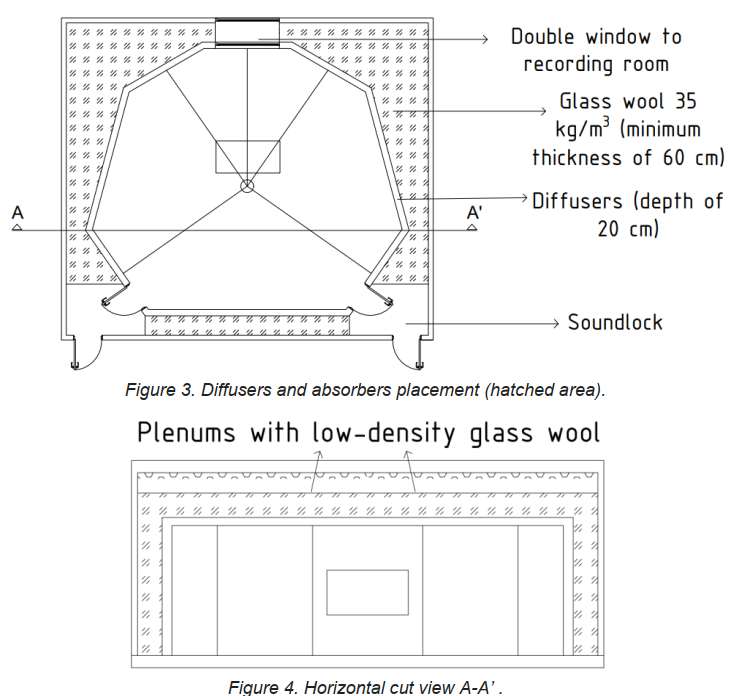 Double window to
recording room
Glass wool 35
kg/m³ (minimum
thickness of 60 cm)
Diffusers (depth of
20 cm)
A
A'
Soundlock
Figure 3. Diffusers and absorbers placement (hatched area).
Plenums with low-density glass wool
Figure 4. Horizontal cut view A-A’ .